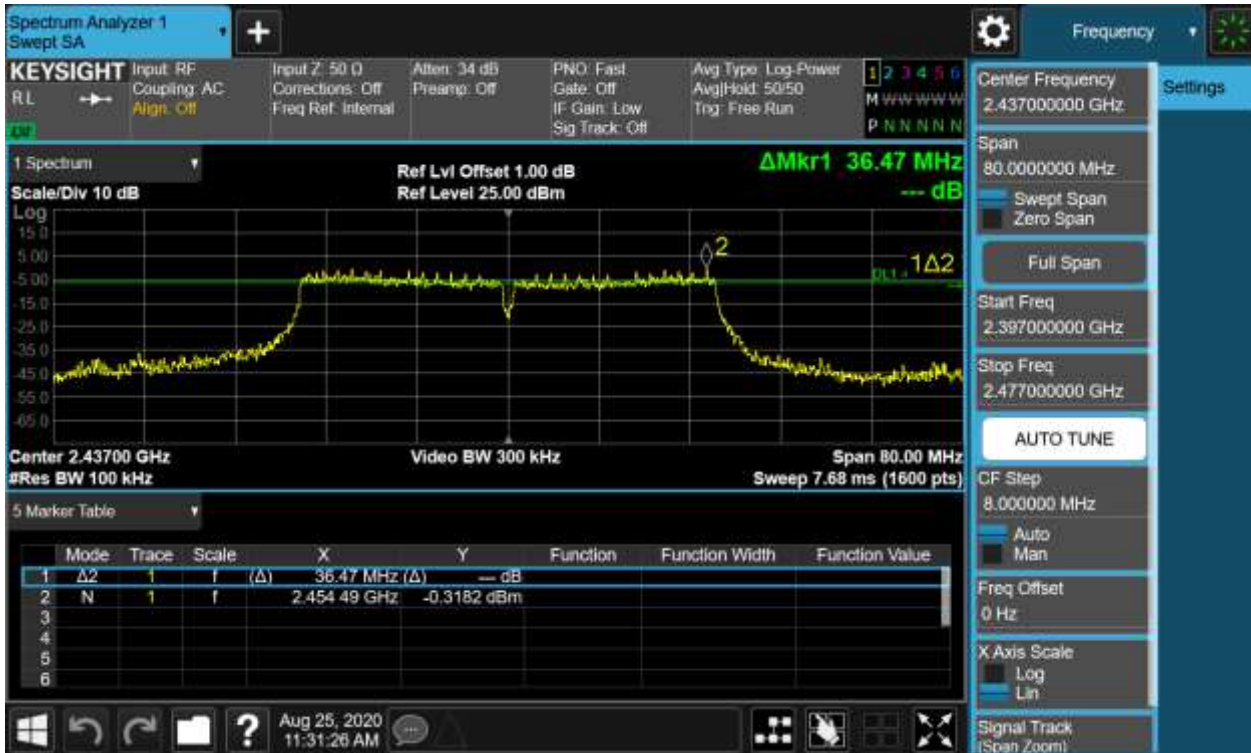 Spectrum Analyzer 1
Swept SA
Frequency
KEYSIGHT
RL
Input: RF
Coupling: AC
Align: Off
Input Z: 50 Ω
Corrections: Off
Freq Ref: Internal
Atten: 34 dB
Preamp: Off
PNO: Fast
Gate: Off
IF Gain: Low
Sig Track: Off
Avg Type: Log-Power
Avg|Hold: 50/50
Trig: Free Run
1 2 3 4 5 6
M W W W W W
P N N N N N
Center Frequency
2.437000000 GHz
Settings
Span
80.0000000 MHz
Swept Span
Zero Span
Full Span
Start Freq
2.397000000 GHz
Stop Freq
2.477000000 GHz
AUTO TUNE
CF Step
8.000000 MHz
Auto
Man
Freq Offset
0 Hz
X Axis Scale
Log
Lin
Signal Track
(Span Zoom)
1 Spectrum
Scale/Div 10 dB
Ref Lvl Offset 1.00 dB
Ref Level 25.00 dBm
ΔMkr1 36.47 MHz
--- dB
Log
15.0
5.00
-5.00
-15.0
-25.0
-35.0
-45.0
-55.0
-65.0
2
1Δ2
Center 2.43700 GHz
#Res BW 100 kHz
Video BW 300 kHz
Span 80.00 MHz
Sweep 7.68 ms (1600 pts)
5 Marker Table
Mode Trace Scale X Y Function Function Width Function Value
1 Δ2 1 f (Δ) 36.47 MHz (Δ) --- dB
2 N 1 f 2.454 49 GHz -0.3182 dBm
3
4
5
6
Aug 25, 2020
11:31:26 AM